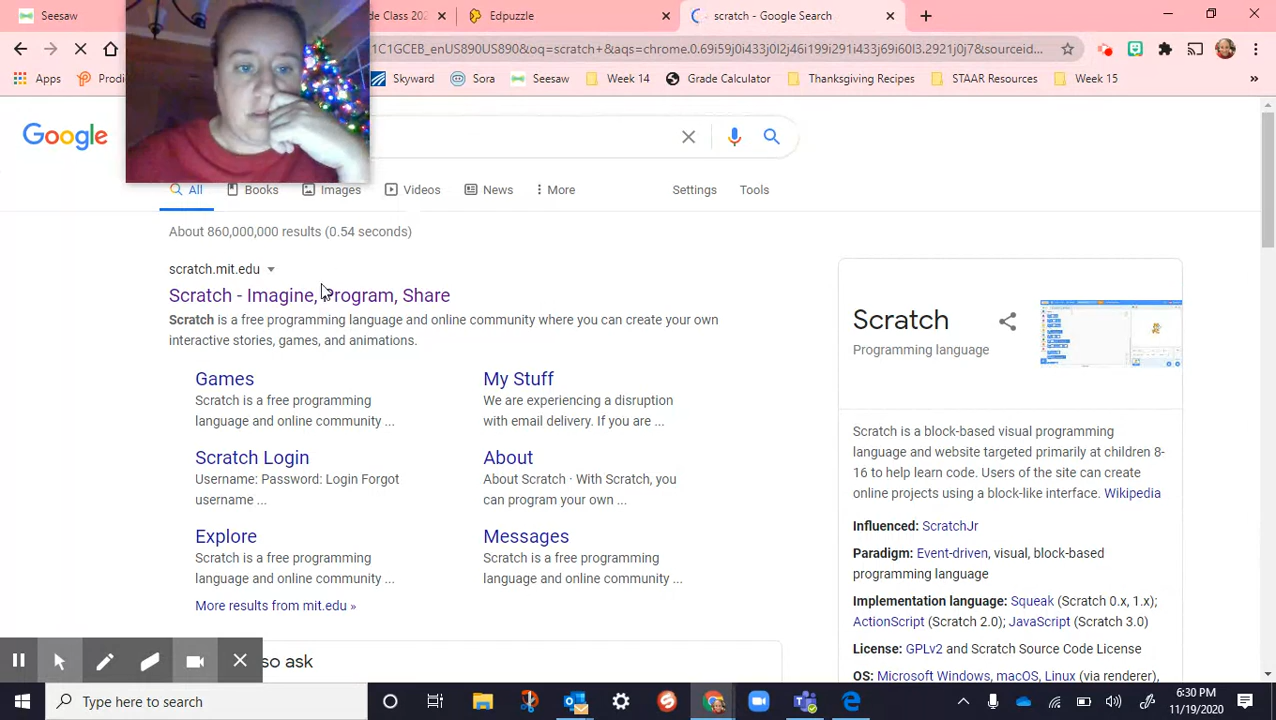 Seesaw
de Class 202
Edpuzzle
scratch - Google Search
1C1GCEB_enUS890US890&oq=scratch+&aqs=chrome.0.69i59j0i433j0l2j46i199i291i433j69i60l3.2921j0j7&sourceid...
Apps
Prodi
Skyward
Sora
Seesaw
Week 14
Grade Calculator
Thanksgiving Recipes
STAAR Resources
Week 15
»
Google
All
Books
Images
Videos
News
More
Settings
Tools
About 860,000,000 results (0.54 seconds)
scratch.mit.edu
Scratch - Imagine, Program, Share
Scratch is a free programming language and online community where you can create your own
interactive stories, games, and animations.
Games
Scratch is a free programming
language and online community ...
My Stuff
We are experiencing a disruption
with email delivery. If you are ...
Scratch Login
Username: Password: Login Forgot
username ...
About
About Scratch · With Scratch, you
can program your own ...
Explore
Scratch is a free programming
language and online community ...
Messages
Scratch is a free programming
language and online community ...
More results from mit.edu »
so ask
Scratch
Programming language
Scratch is a block-based visual programming
language and website targeted primarily at children 8-
16 to help learn code. Users of the site can create
online projects using a block-like interface. Wikipedia
Influenced: ScratchJr
Paradigm: Event-driven, visual, block-based
programming language
Implementation language: Squeak (Scratch 0.x, 1.x);
ActionScript (Scratch 2.0); JavaScript (Scratch 3.0)
License: GPLv2 and Scratch Source Code License
OS: Microsoft Windows, macOS, Linux (via renderer),
Type here to search
6:30 PM
11/19/2020